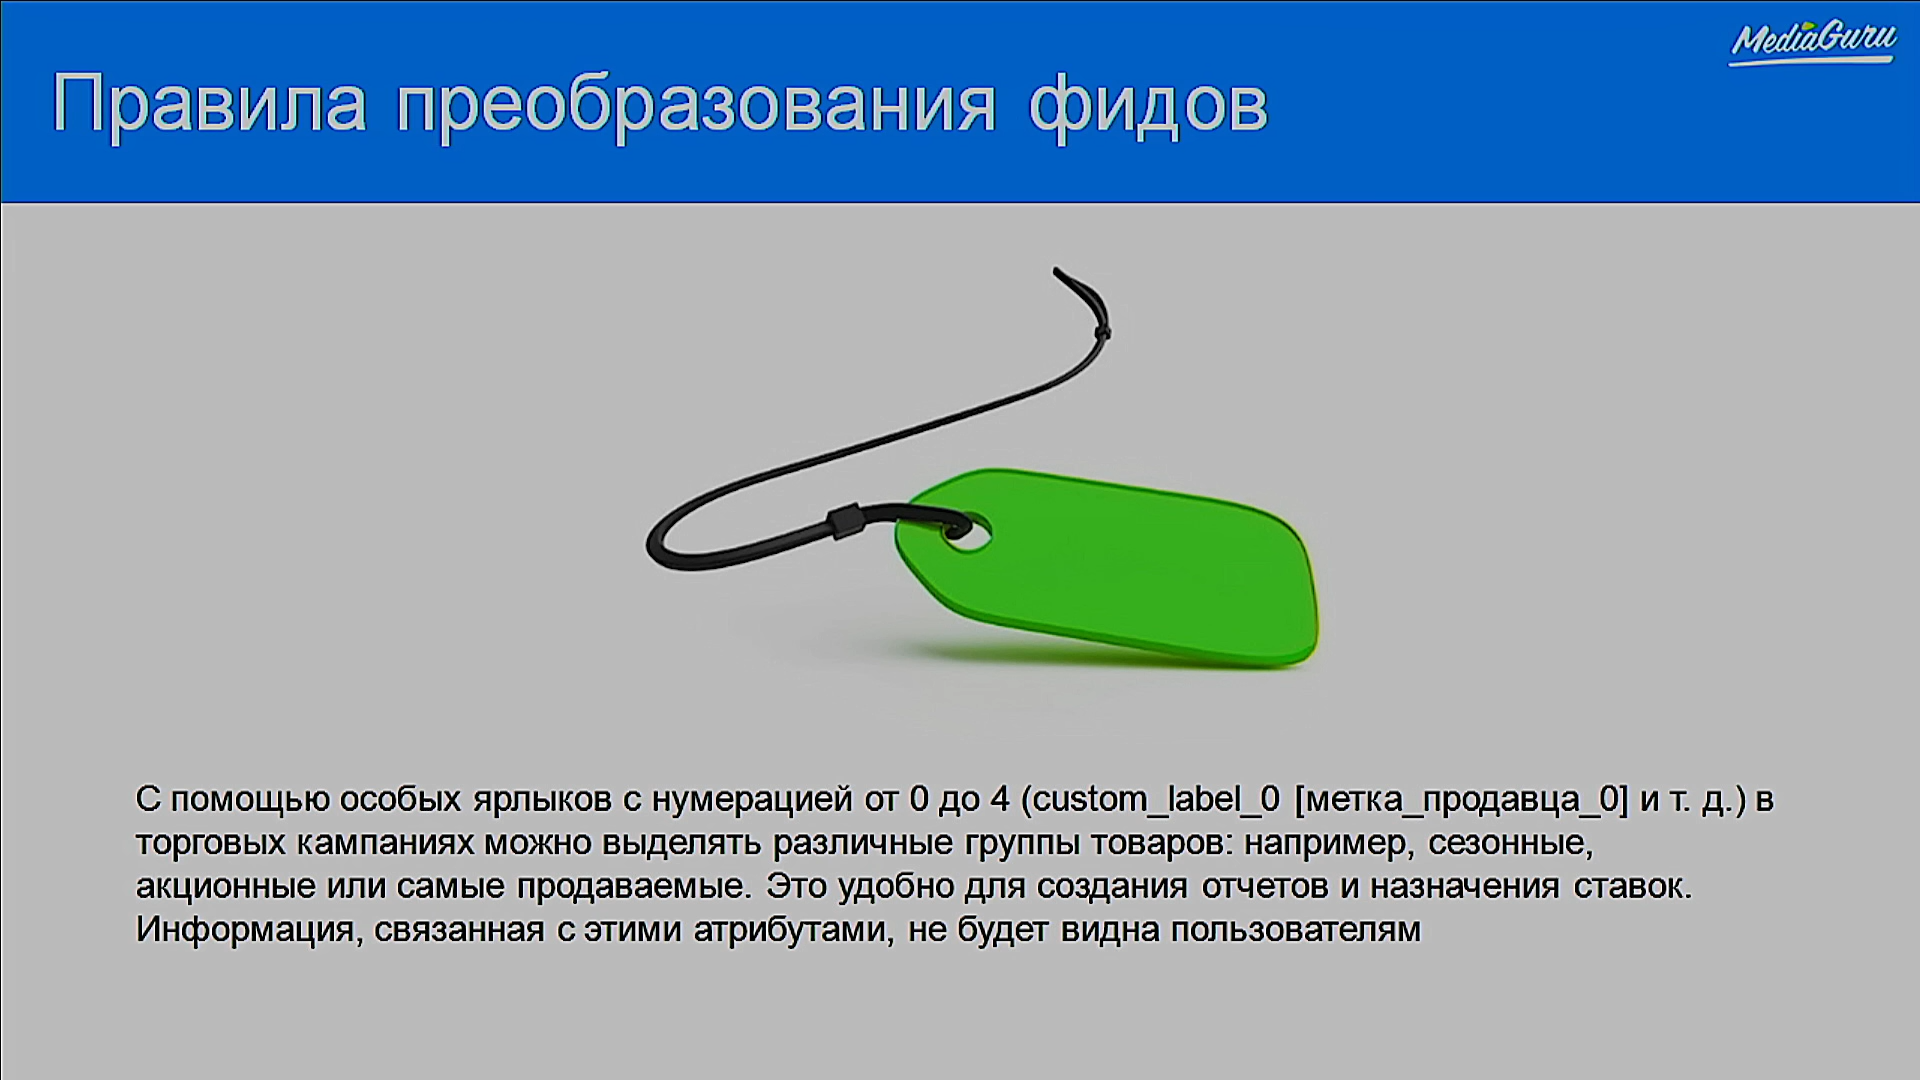 MediaGuru
Правила преобразования фидов
С помощью особых ярлыков с нумерацией от 0 до 4 (custom_label_0 [метка_продавца_0] и т. д.) в
торговых кампаниях можно выделять различные группы товаров: например, сезонные,
акционные или самые продаваемые. Это удобно для создания отчетов и назначения ставок.
Информация, связанная с этими атрибутами, не будет видна пользователям